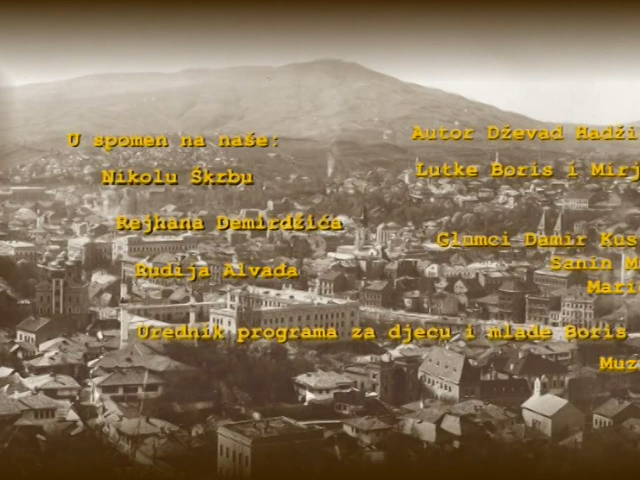 U spomen na naše:
Nikolu Škrbu
Rejhana Demirdžića
Rudija Alvađa
Autor Dževad
Lutke Boris i
Glumci Damir
Sanin
Urednik programa za djecu i mlade Boris